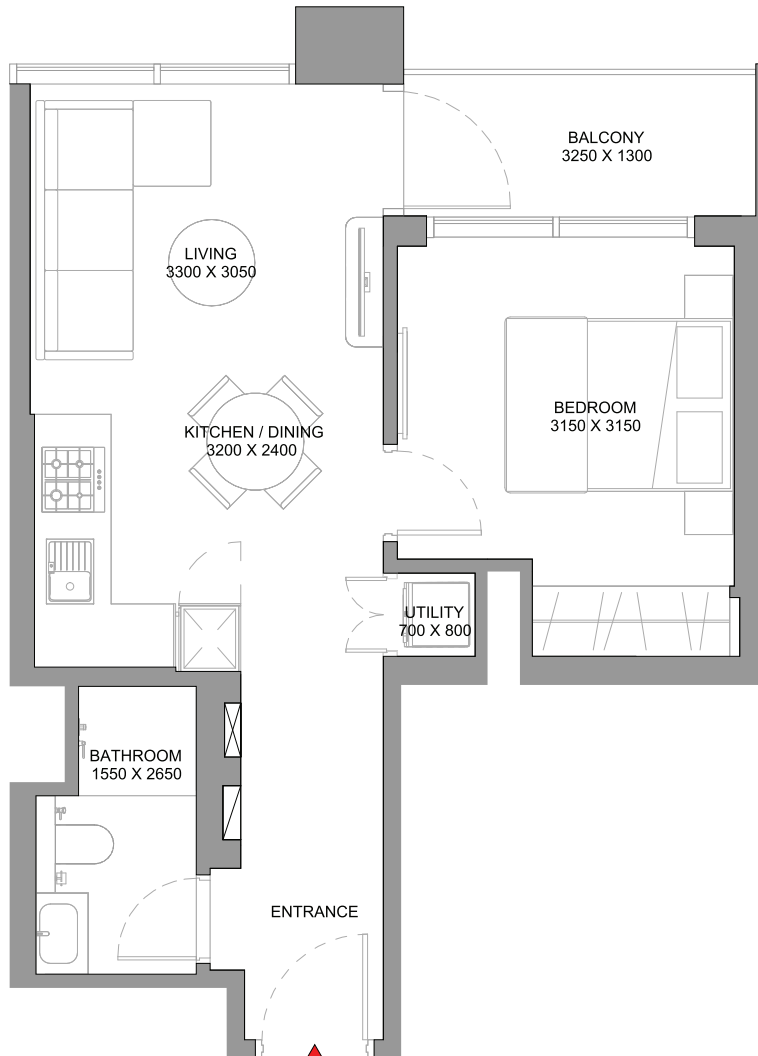 BALCONY
3250 X 1300
LIVING
3300 X 3050
KITCHEN / DINING
3200 X 2400
BEDROOM
3150 X 3150
UTILITY
700 X 800
BATHROOM
1550 X 2650
ENTRANCE